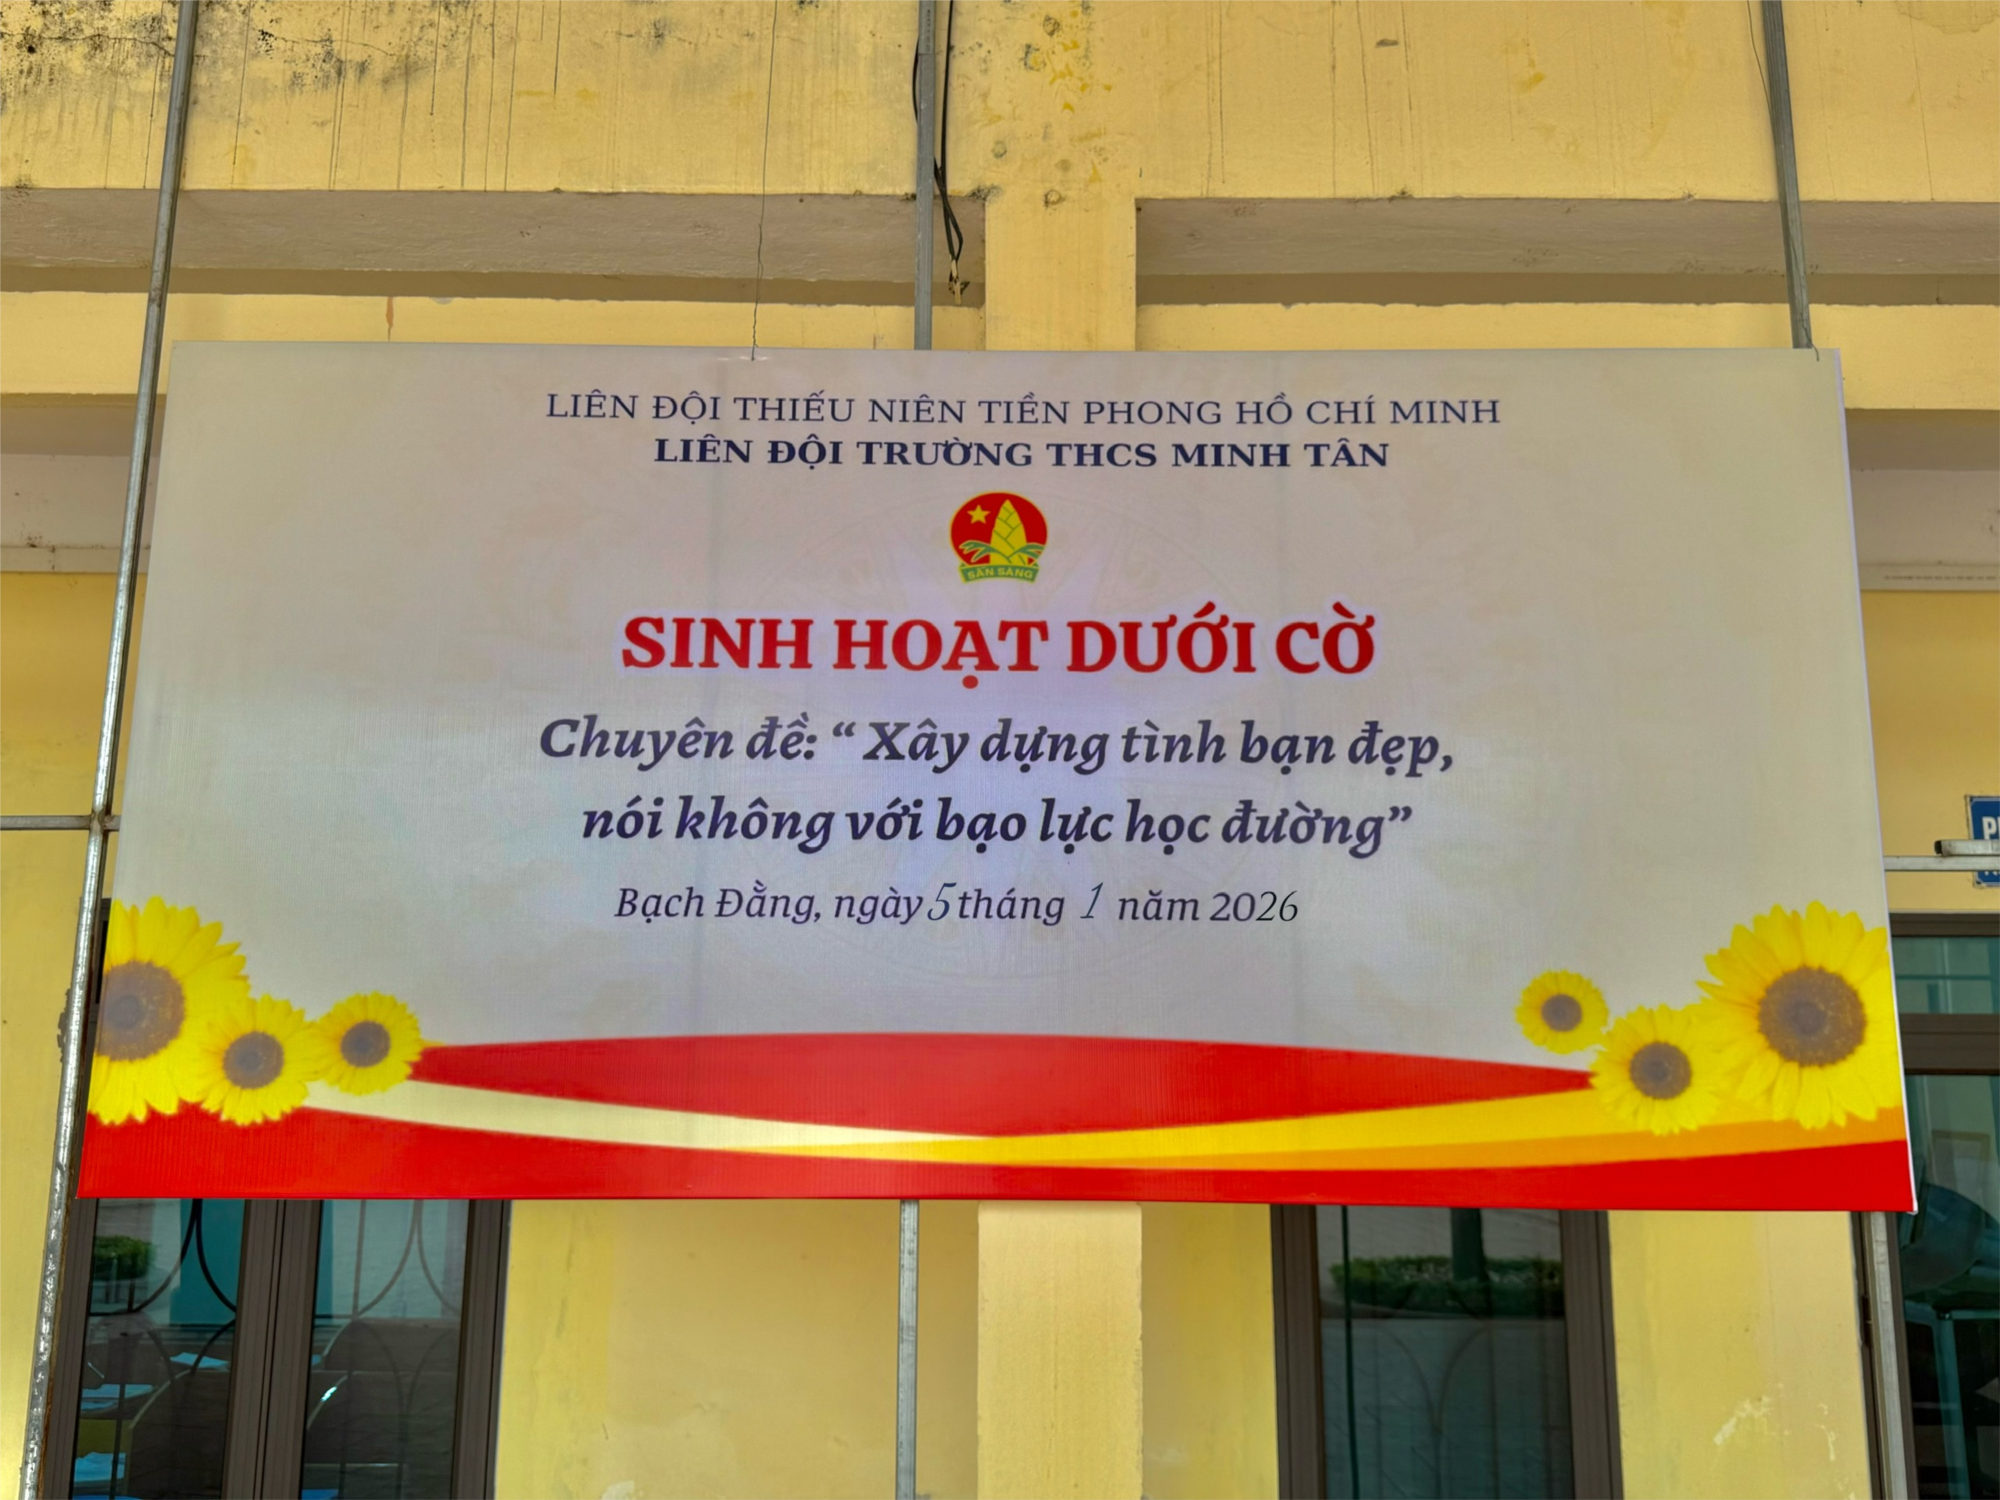 LIÊN ĐỘI THIẾU NIÊN TIỀN PHONG HỒ CHÍ MINH
LIÊN ĐỘI TRƯỜNG THCS MINH TÂN
SẴN SÀNG
SINH HOẠT DƯỚI CỜ
Chuyên đề: “ Xây dựng tình bạn đẹp,
nói không với bạo lực học đường”
Bạch Đằng, ngày 5 tháng 1 năm 2026